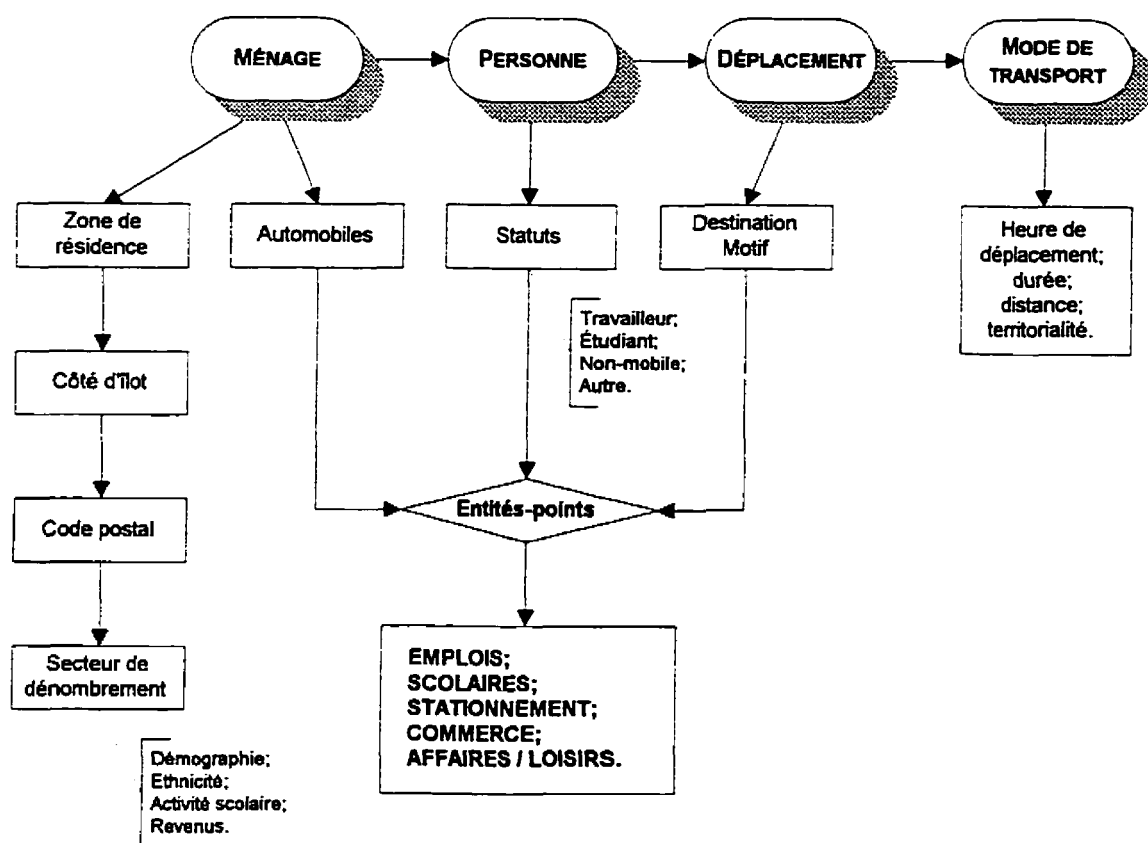 MÉNAGE
PERSONNE
DÉPLACEMENT
MODE DE
TRANSPORT
Zone de
résidence
Automobiles
Statuts
Destination
Motif
Heure de
déplacement;
durée;
distance;
territorialité.
Travailleur;
Étudiant;
Non-mobile;
Autre.
Côté d'îlot
Code postal
Entités-points
Secteur de
dénombrement
EMPLOIS;
SCOLAIRES;
STATIONNEMENT;
COMMERCE;
AFFAIRES / LOISIRS.
Démographie;
Ethnicité;
Activité scolaire;
Revenus.